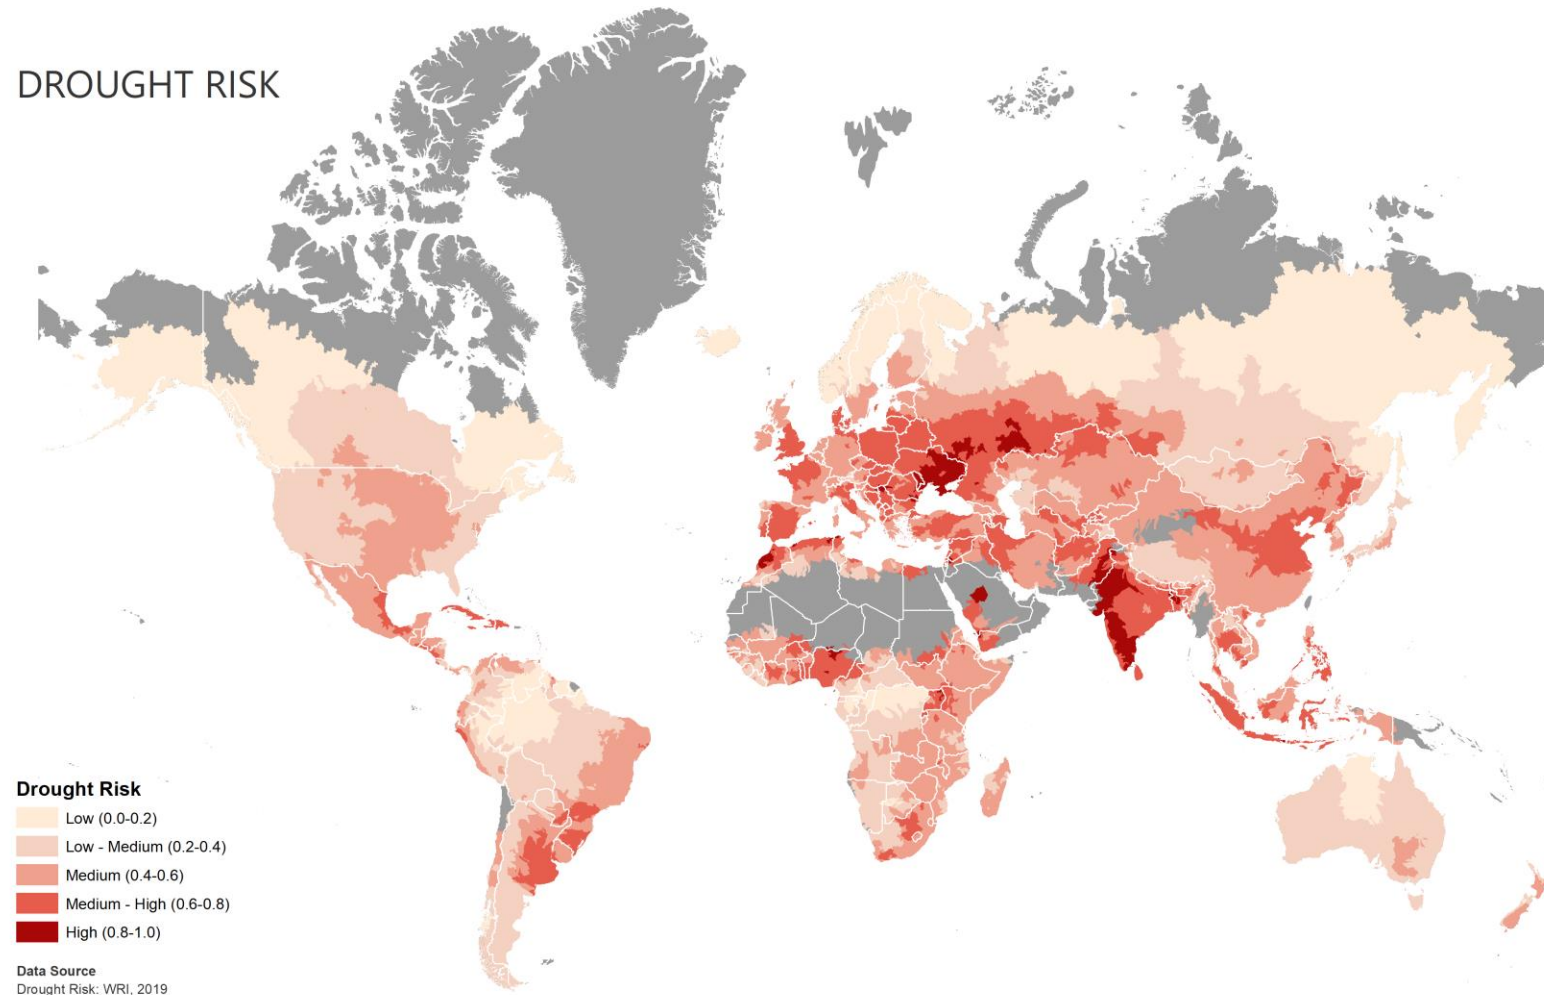 DROUGHT RISK
Drought Risk
Low (0.0-0.2)
Low - Medium (0.2-0.4)
Medium (0.4-0.6)
Medium - High (0.6-0.8)
High (0.8-1.0)
Data Source
Drought Risk: WRI, 2019